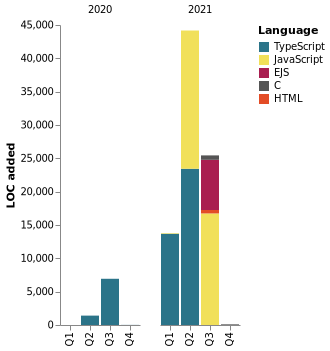 2020 2021
Language
TypeScript
JavaScript
EJS
C
HTML
LOC added
45,000
40,000
35,000
30,000
25,000
20,000
15,000
10,000
5,000
0
Q1 Q2 Q3 Q4 Q1 Q2 Q3 Q4